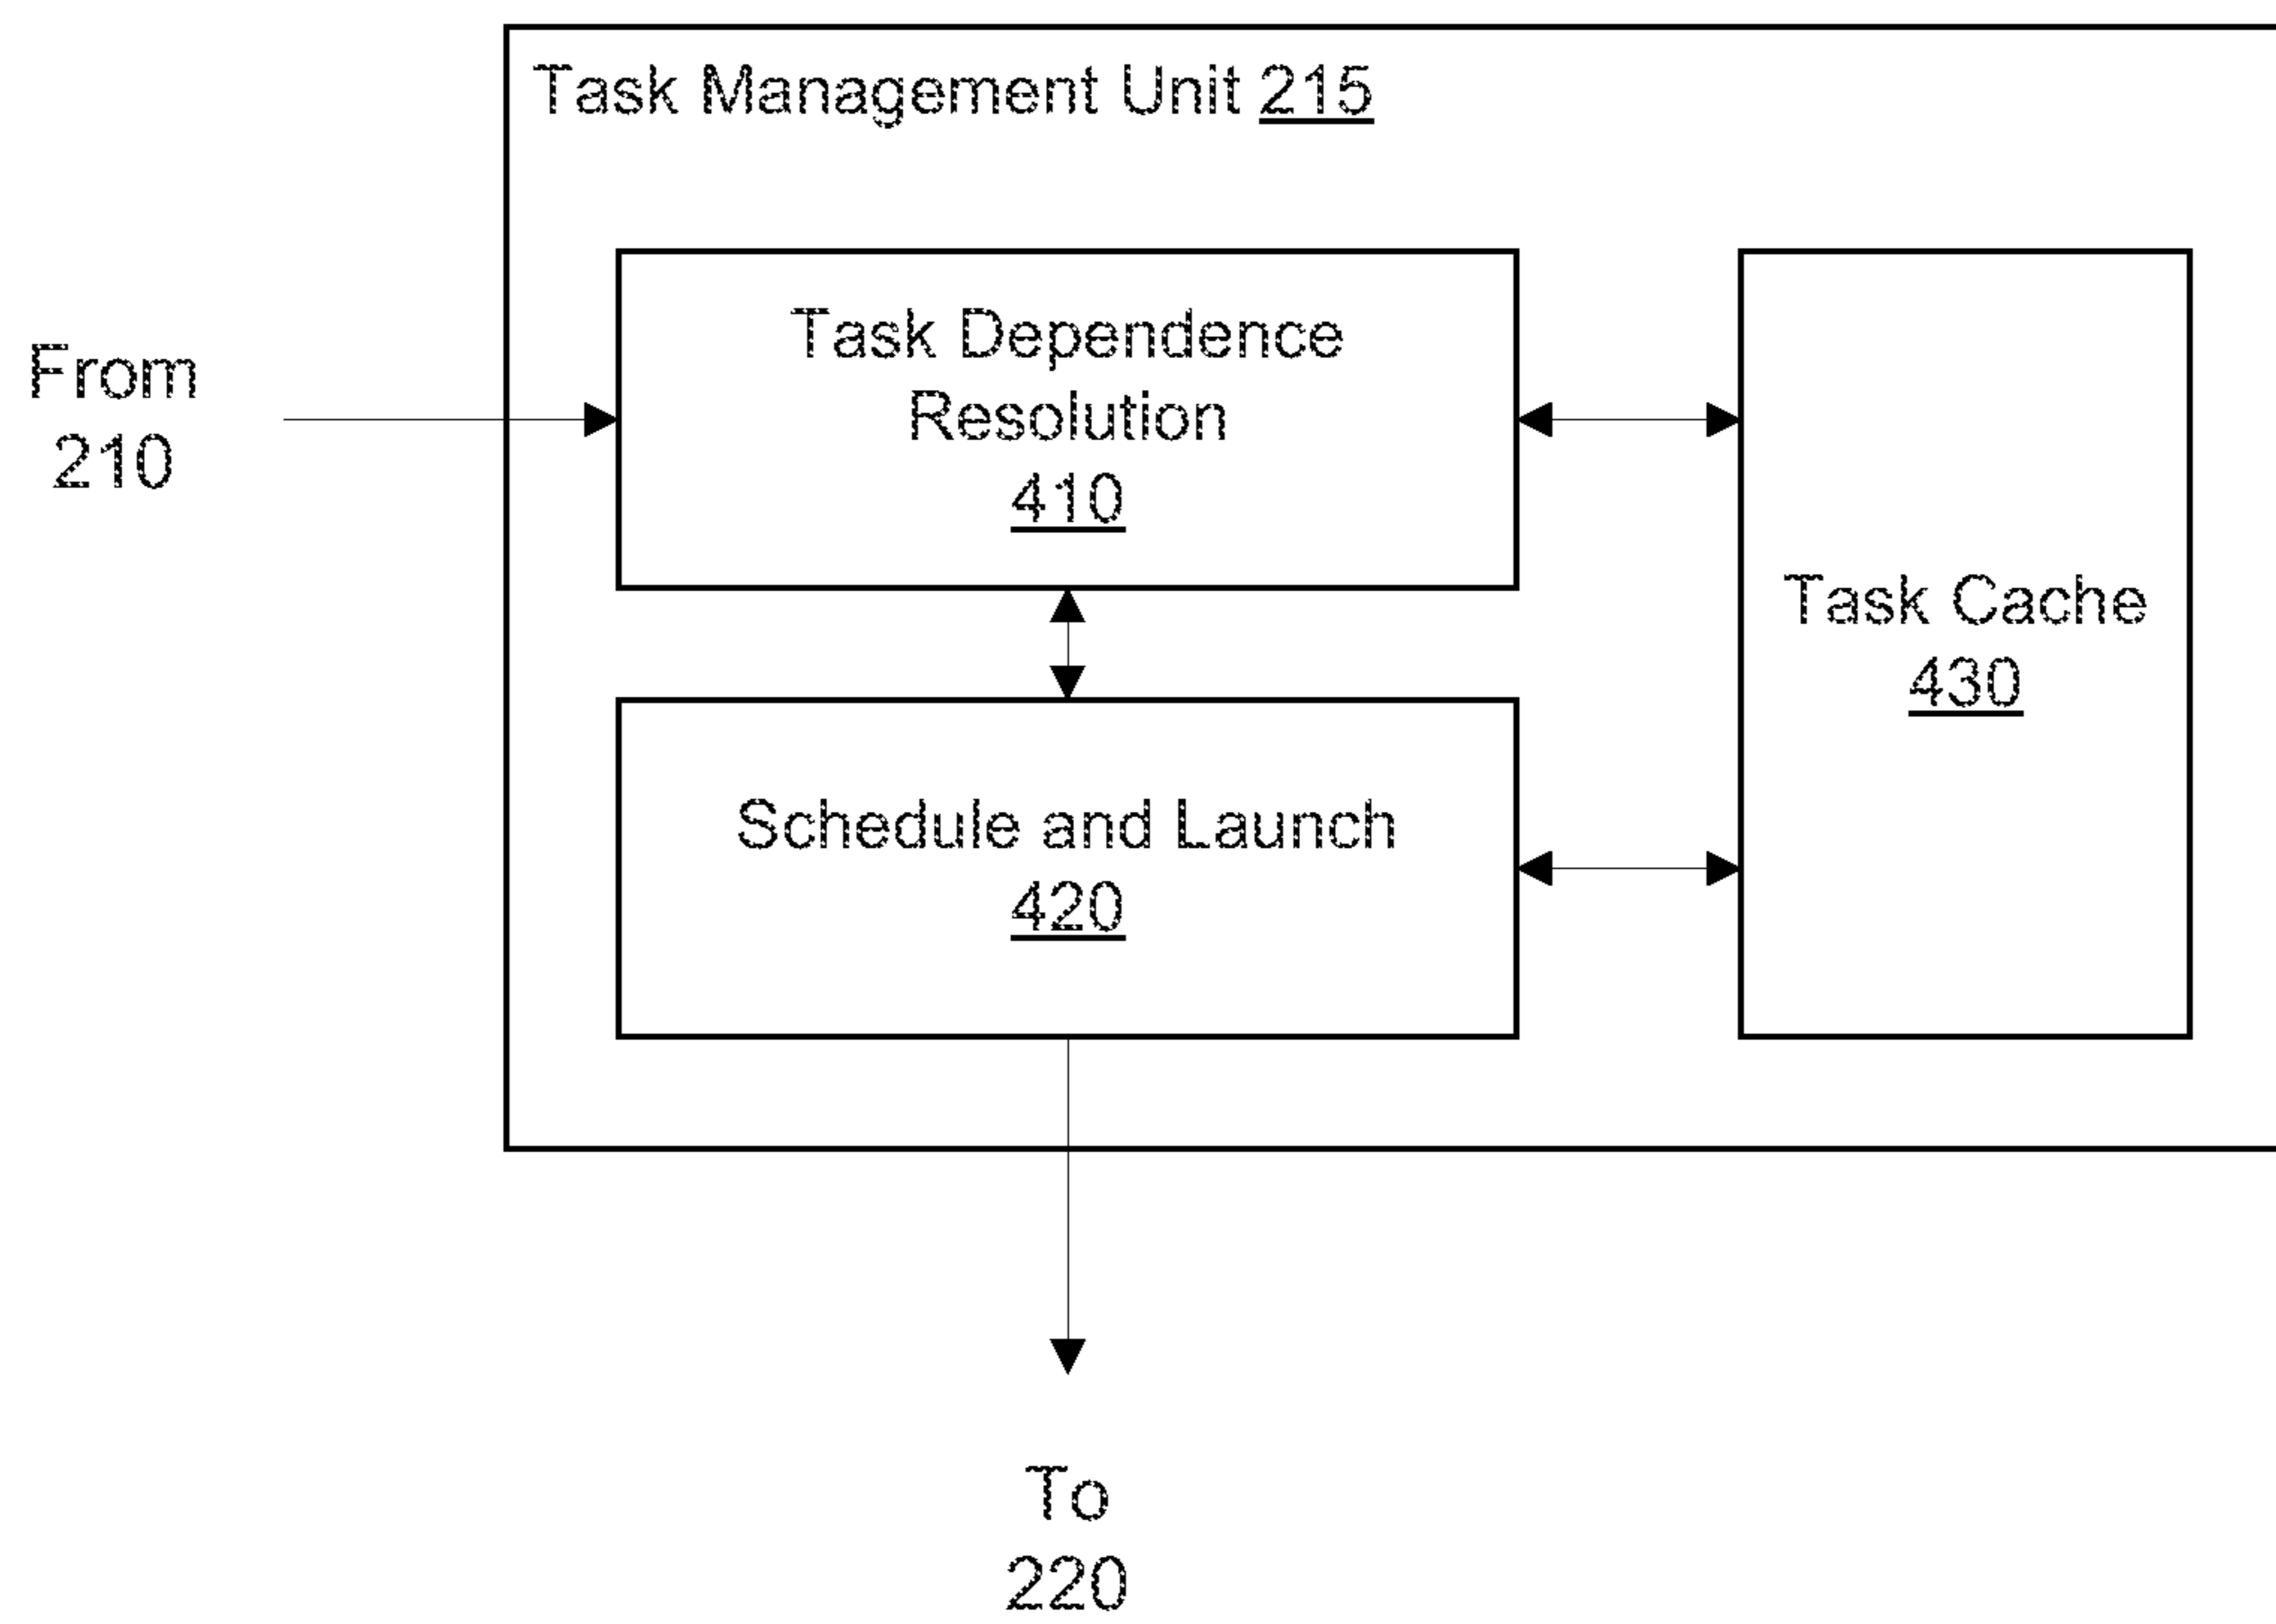 Task Management Unit 215
From
210
Task Dependence
Resolution
410
Task Cache
430
Schedule and Launch
420
To
220